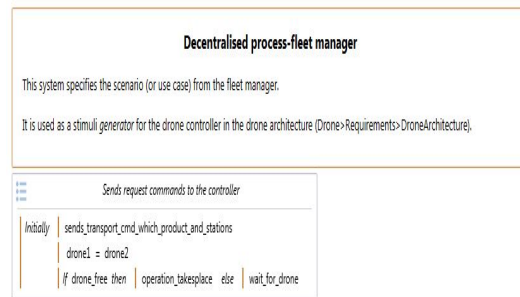 Decentralised process-fleet manager
This system specifies the scenario (or use case) from the fleet manager.
It is used as a stimuli generator for the drone controller in the drone architecture (Drone>Requirements>DroneArchitecture).
Sends request commands to the controller
Initially sends_transport_cmd_which_product_and_stations
drone1 = drone2
If drone_free then operation_takesplace else wait_for_drone